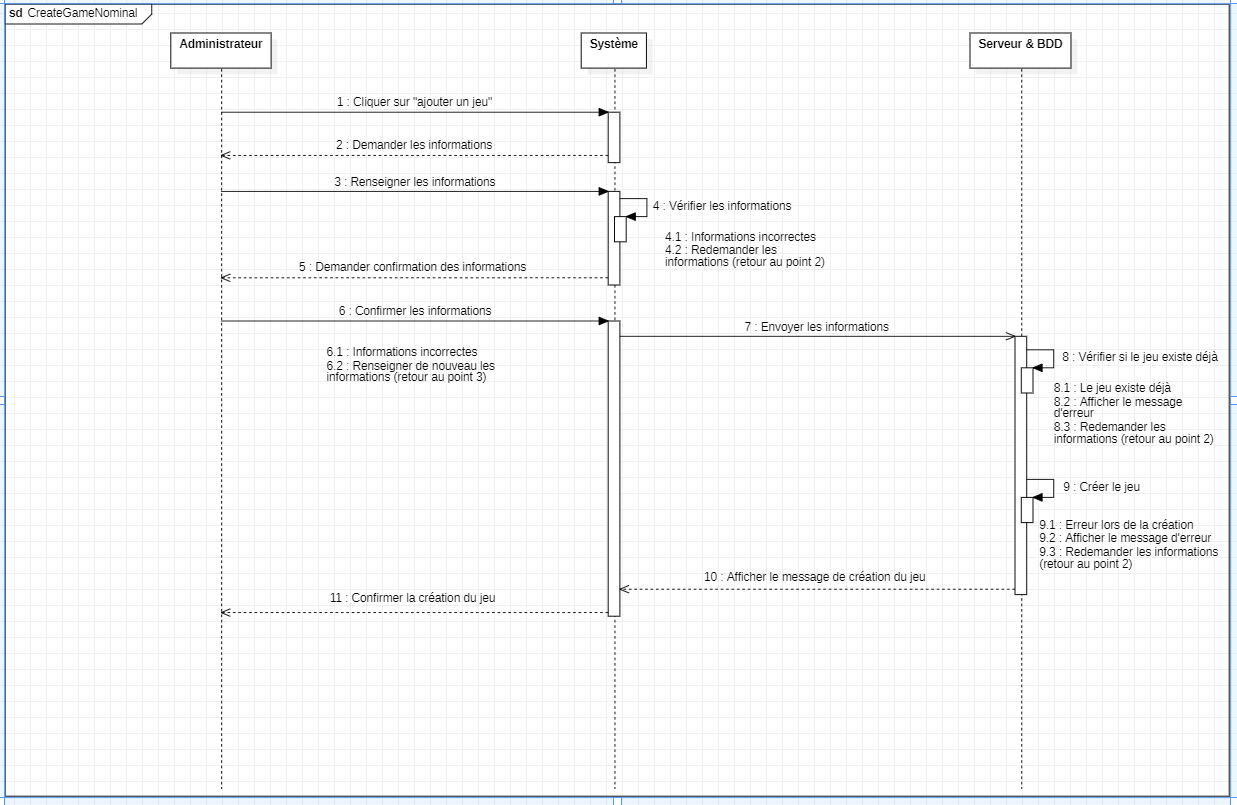 sd CreateGameNominal
Administrateur
Système
Serveur & BDD
1 : Cliquer sur "ajouter un jeu"
2 : Demander les informations
3 : Renseigner les informations
4 : Vérifier les informations
4.1 : Informations incorrectes
4.2 : Redemander les
informations (retour au point 2)
5 : Demander confirmation des informations
6 : Confirmer les informations
7 : Envoyer les informations
6.1 : Informations incorrectes
6.2 : Renseigner de nouveau les
informations (retour au point 3)
8 : Vérifier si le jeu existe déjà
8.1 : Le jeu existe déjà
8.2 : Afficher le message
d'erreur
8.3 : Redemander les
informations (retour au point 2)
9 : Créer le jeu
9.1 : Erreur lors de la création
9.2 : Afficher le message d'erreur
9.3 : Redemander les informations
(retour au point 2)
10 : Afficher le message de création du jeu
11 : Confirmer la création du jeu